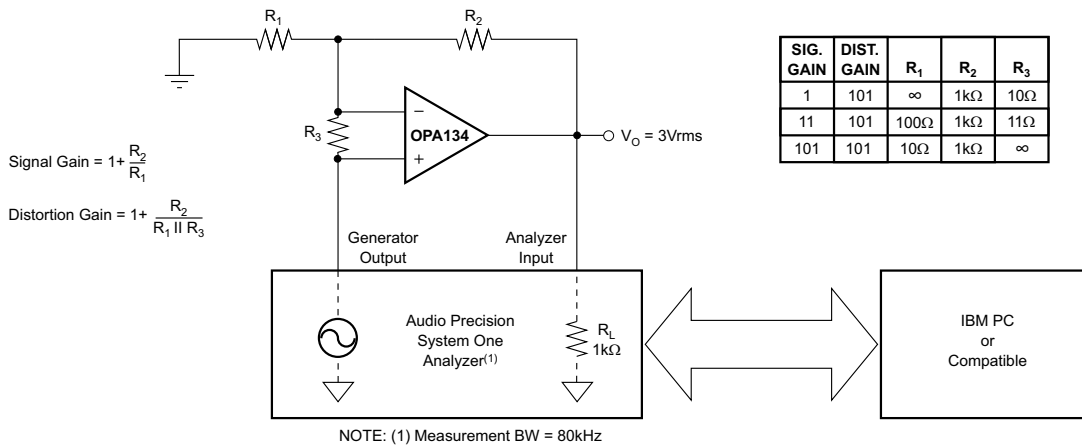 R1
R2
SIG. GAIN DIST. GAIN R1 R2 R3
1 101 ∞ 1kΩ 10Ω
11 101 100Ω 1kΩ 11Ω
101 101 10Ω 1kΩ ∞
R3
−
+
OPA134
VO = 3Vrms
Signal Gain = 1+ R2/R1
Distortion Gain = 1+ R2/(R1 II R3)
Generator
Output
Analyzer
Input
Audio Precision
System One
Analyzer(1)
RL
1kΩ
IBM PC
or
Compatible
NOTE: (1) Measurement BW = 80kHz